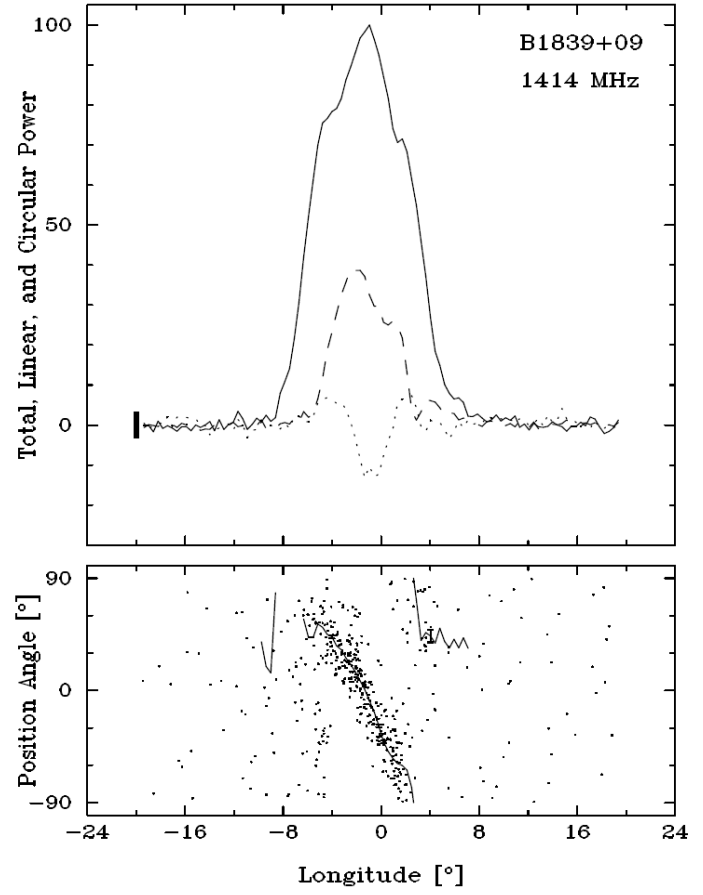 B1839+09
1414 MHz
Total, Linear, and Circular Power
100
50
0
Position Angle [°]
90
0
−90
−24 −16 −8 0 8 16 24
Longitude [°]